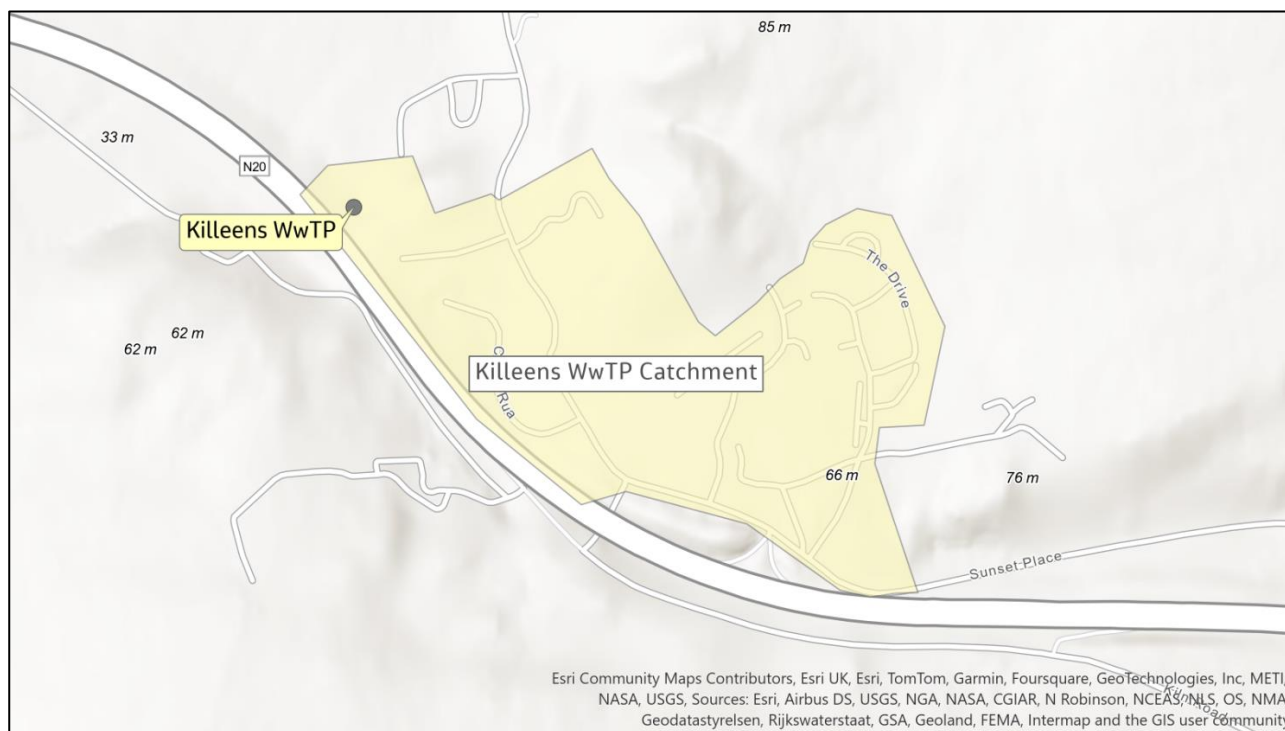 85 m
33 m
N20
Killeens WwTP
The Drive
62 m
62 m
Killeens WwTP Catchment
Rua
66 m
76 m
Sunset Place
Esri Community Maps Contributors, Esri UK, Esri, TomTom, Garmin, Foursquare, GeoTechnologies, Inc, METI/
NASA, USGS, Sources: Esri, Airbus DS, USGS, NGA, NASA, CGIAR, N Robinson, NCEAS, NLS, OS, NMA,
Geodatastyrelsen, Rijkswaterstaat, GSA, Geoland, FEMA, Intermap and the GIS user community
Kiln Road